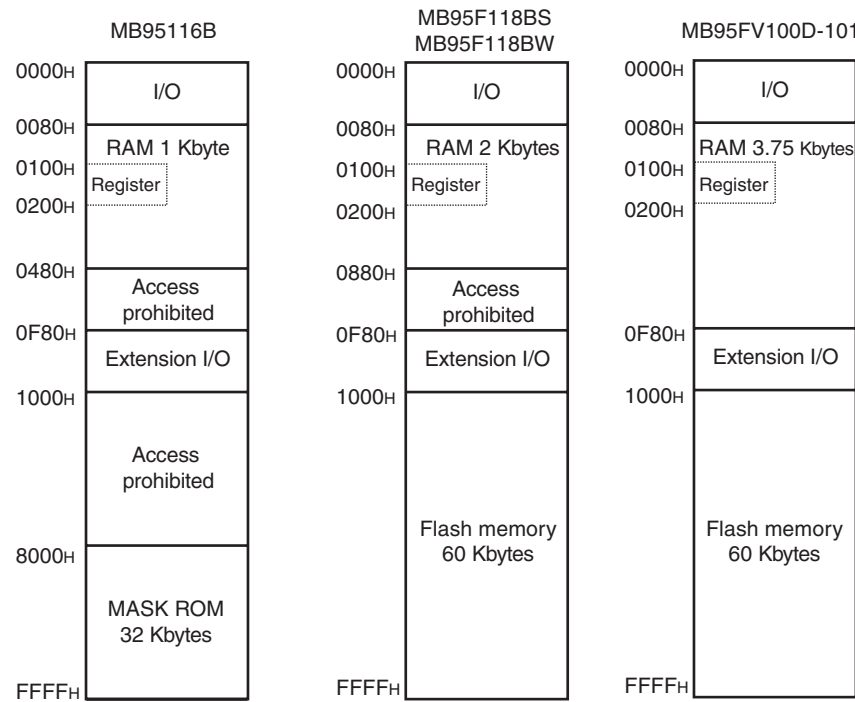 MB95116B
0000H
I/O
0080H
RAM 1 Kbyte
0100H
Register
0200H
0480H
Access
prohibited
0F80H
Extension I/O
1000H
Access
prohibited
8000H
MASK ROM
32 Kbytes
FFFFH
MB95F118BS
MB95F118BW
0000H
I/O
0080H
RAM 2 Kbytes
0100H
Register
0200H
0880H
Access
prohibited
0F80H
Extension I/O
1000H
Flash memory
60 Kbytes
FFFFH
MB95FV100D-101
0000H
I/O
0080H
RAM 3.75 Kbytes
0100H
Register
0200H
0F80H
Extension I/O
1000H
Flash memory
60 Kbytes
FFFFH